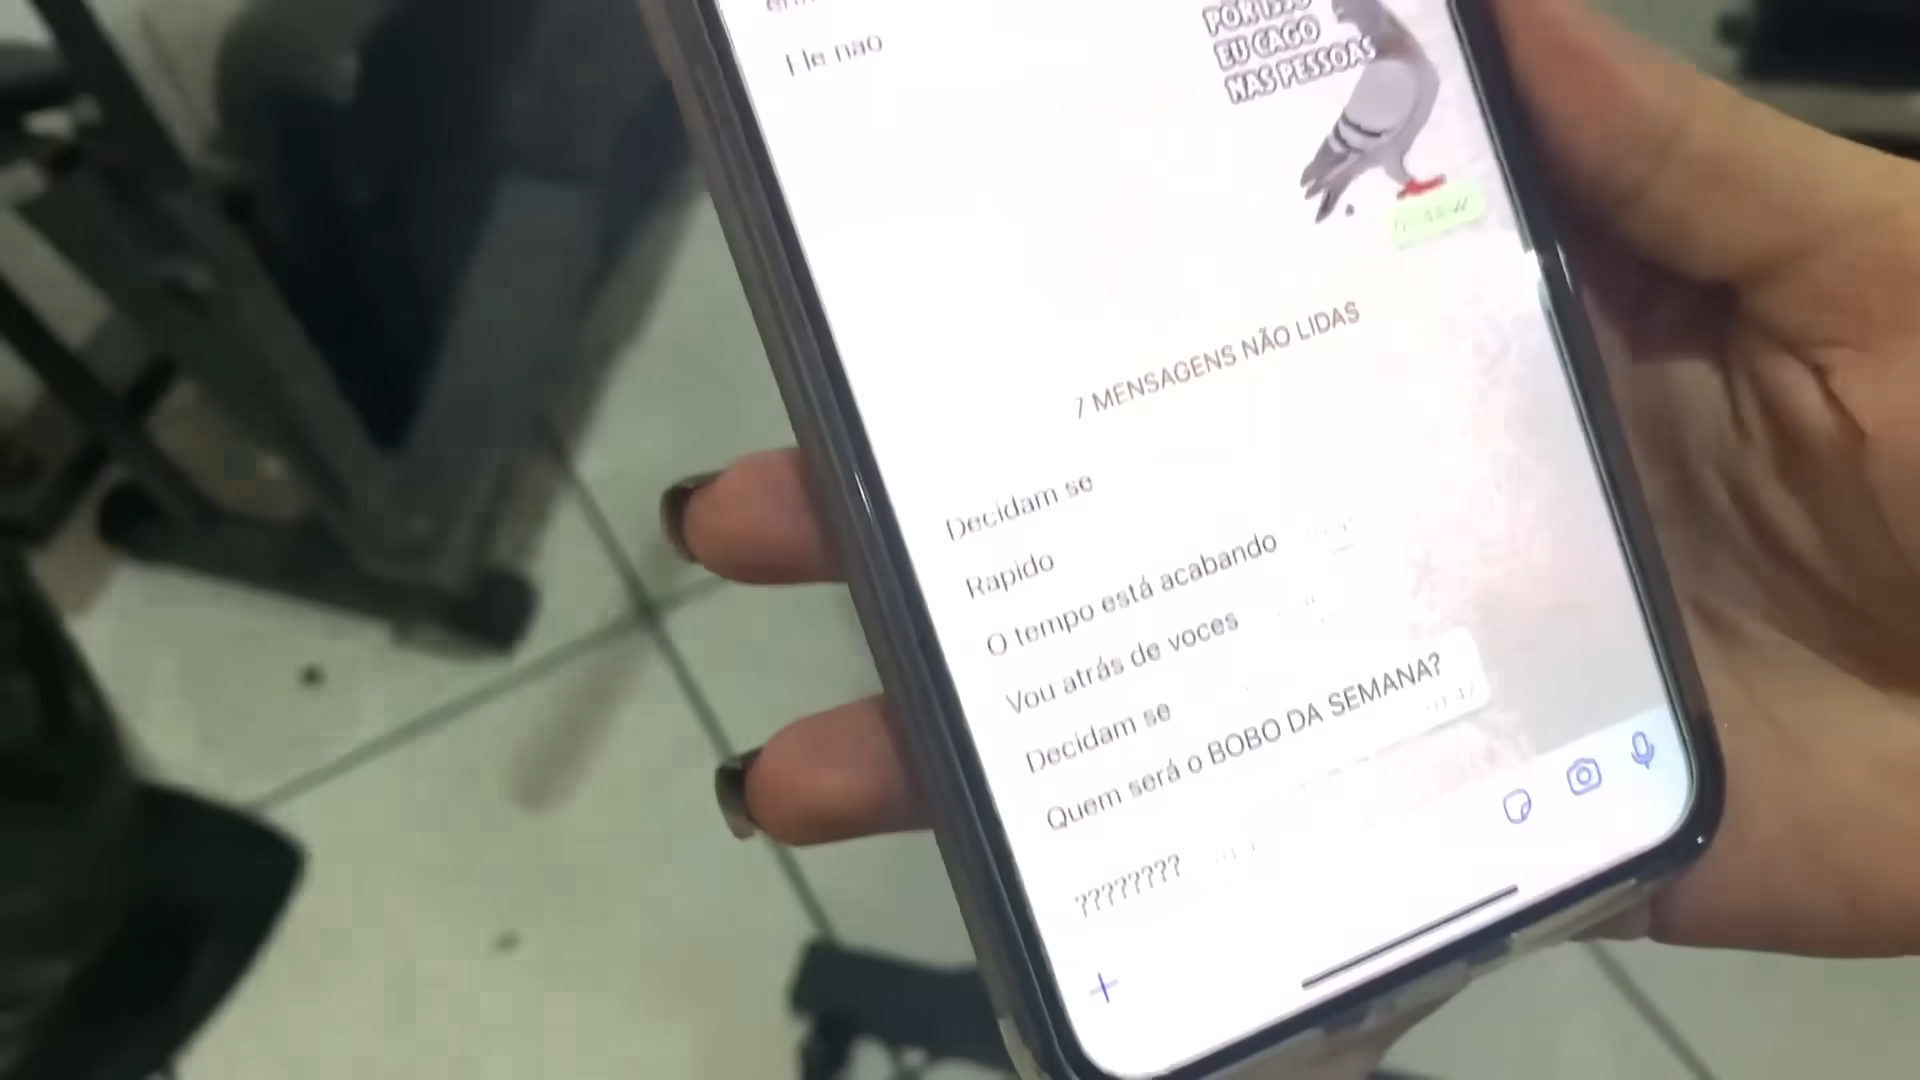 Ele nao
POR ISSO
EU CAGO
NAS PESSOAS
7 MENSAGENS NÃO LIDAS
Decidam se
Rapido
O tempo está acabando
Vou atrás de voces
Decidam se
Quem será o BOBO DA SEMANA?
????????